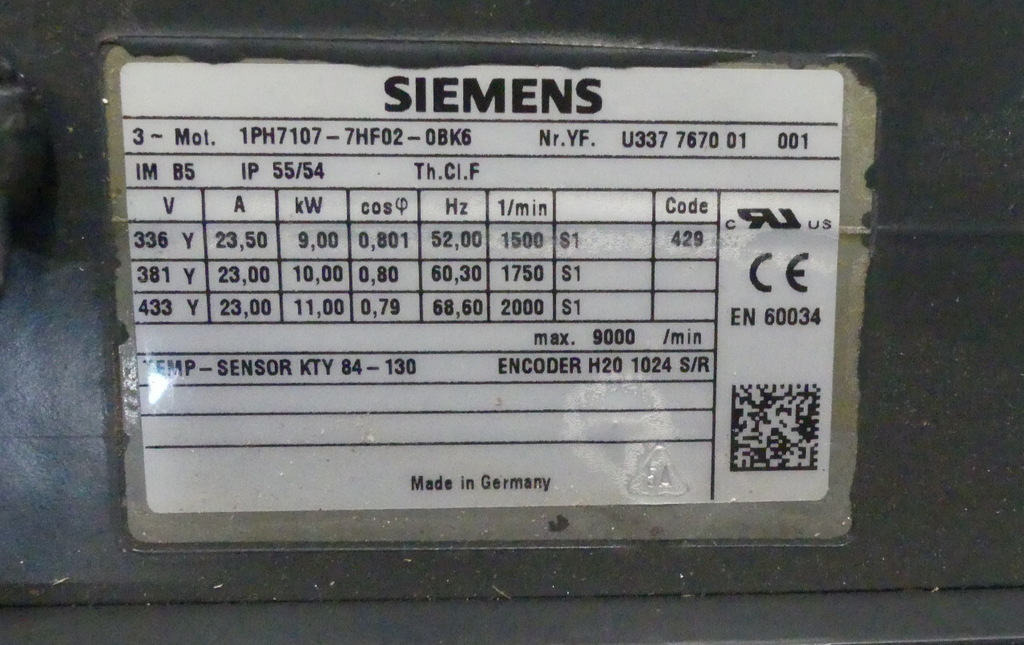 SIEMENS
3 ~ Mot. 1PH7107-7HF02-0BK6 Nr.YF. U337 7670 01 001
IM B5 IP 55/54 Th.Cl.F
V A kW cosφ Hz 1/min Code
336 Y 23,50 9,00 0,801 52,00 1500 S1 429
381 Y 23,00 10,00 0,80 60,30 1750 S1
433 Y 23,00 11,00 0,79 68,60 2000 S1
c RU US
CE
EN 60034
max. 9000 /min
TEMP-SENSOR KTY 84-130 ENCODER H20 1024 S/R
Made in Germany